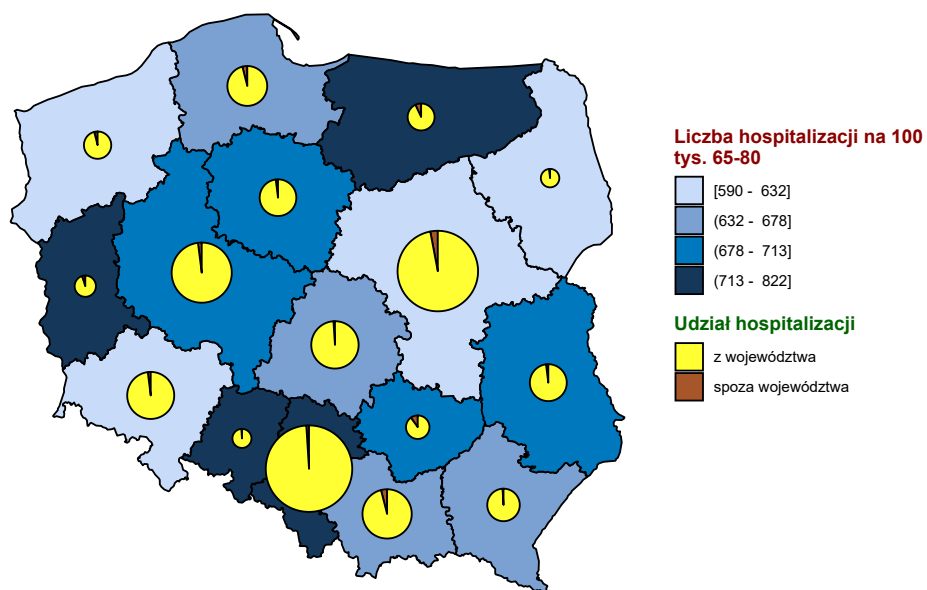 Liczba hospitalizacji na 100
tys. 65-80
[590 - 632]
(632 - 678]
(678 - 713]
(713 - 822]
Udział hospitalizacji
z województwa
spoza województwa